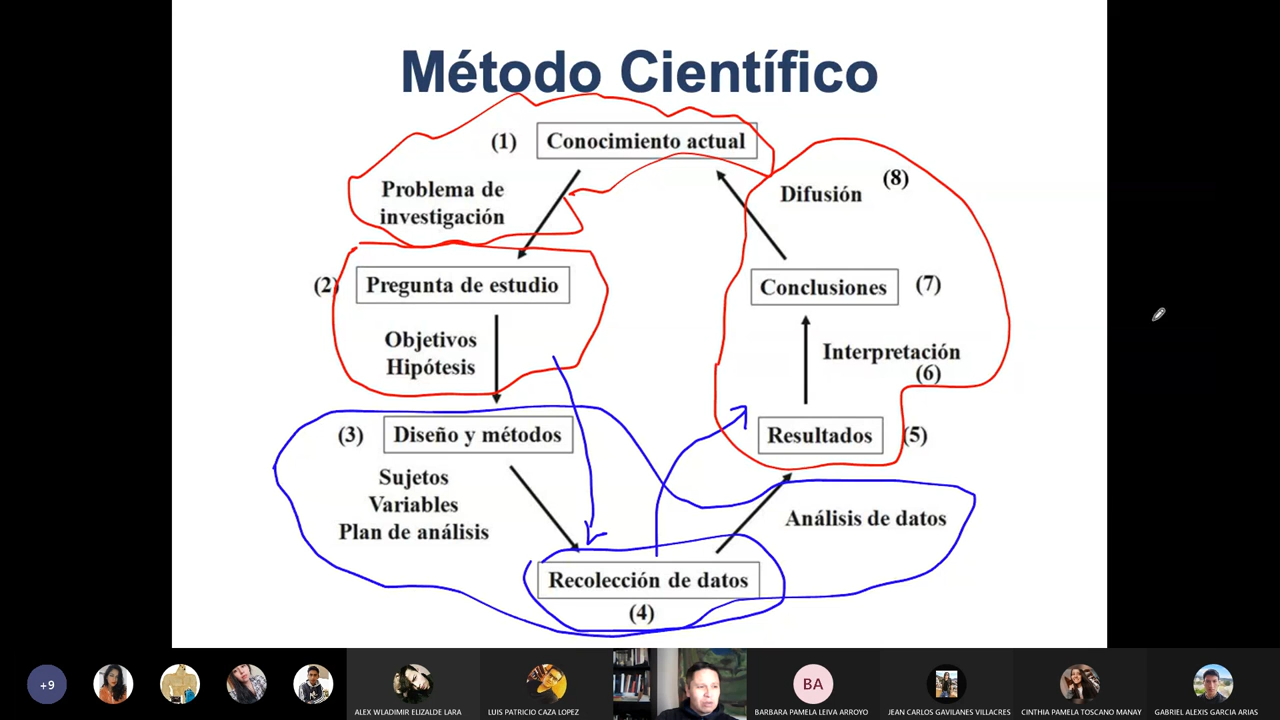 Método Científico
(1) Conocimiento actual
Problema de
investigación
(2) Pregunta de estudio
Objetivos
Hipótesis
(3) Diseño y métodos
Sujetos
Variables
Plan de análisis
Recolección de datos
(4)
Análisis de datos
Resultados (5)
Interpretación
(6)
Conclusiones (7)
Difusión (8)
+9
ALEX WLADIMIR ELIZALDE LARA
LUIS PATRICIO CAZA LOPEZ
BA
BARBARA PAMELA LEIVA ARROYO
JEAN CARLOS GAVILANES VILLACRES
CINTHIA PAMELA TOSCANO MANAY
GABRIEL ALEXIS GARCIA ARIAS